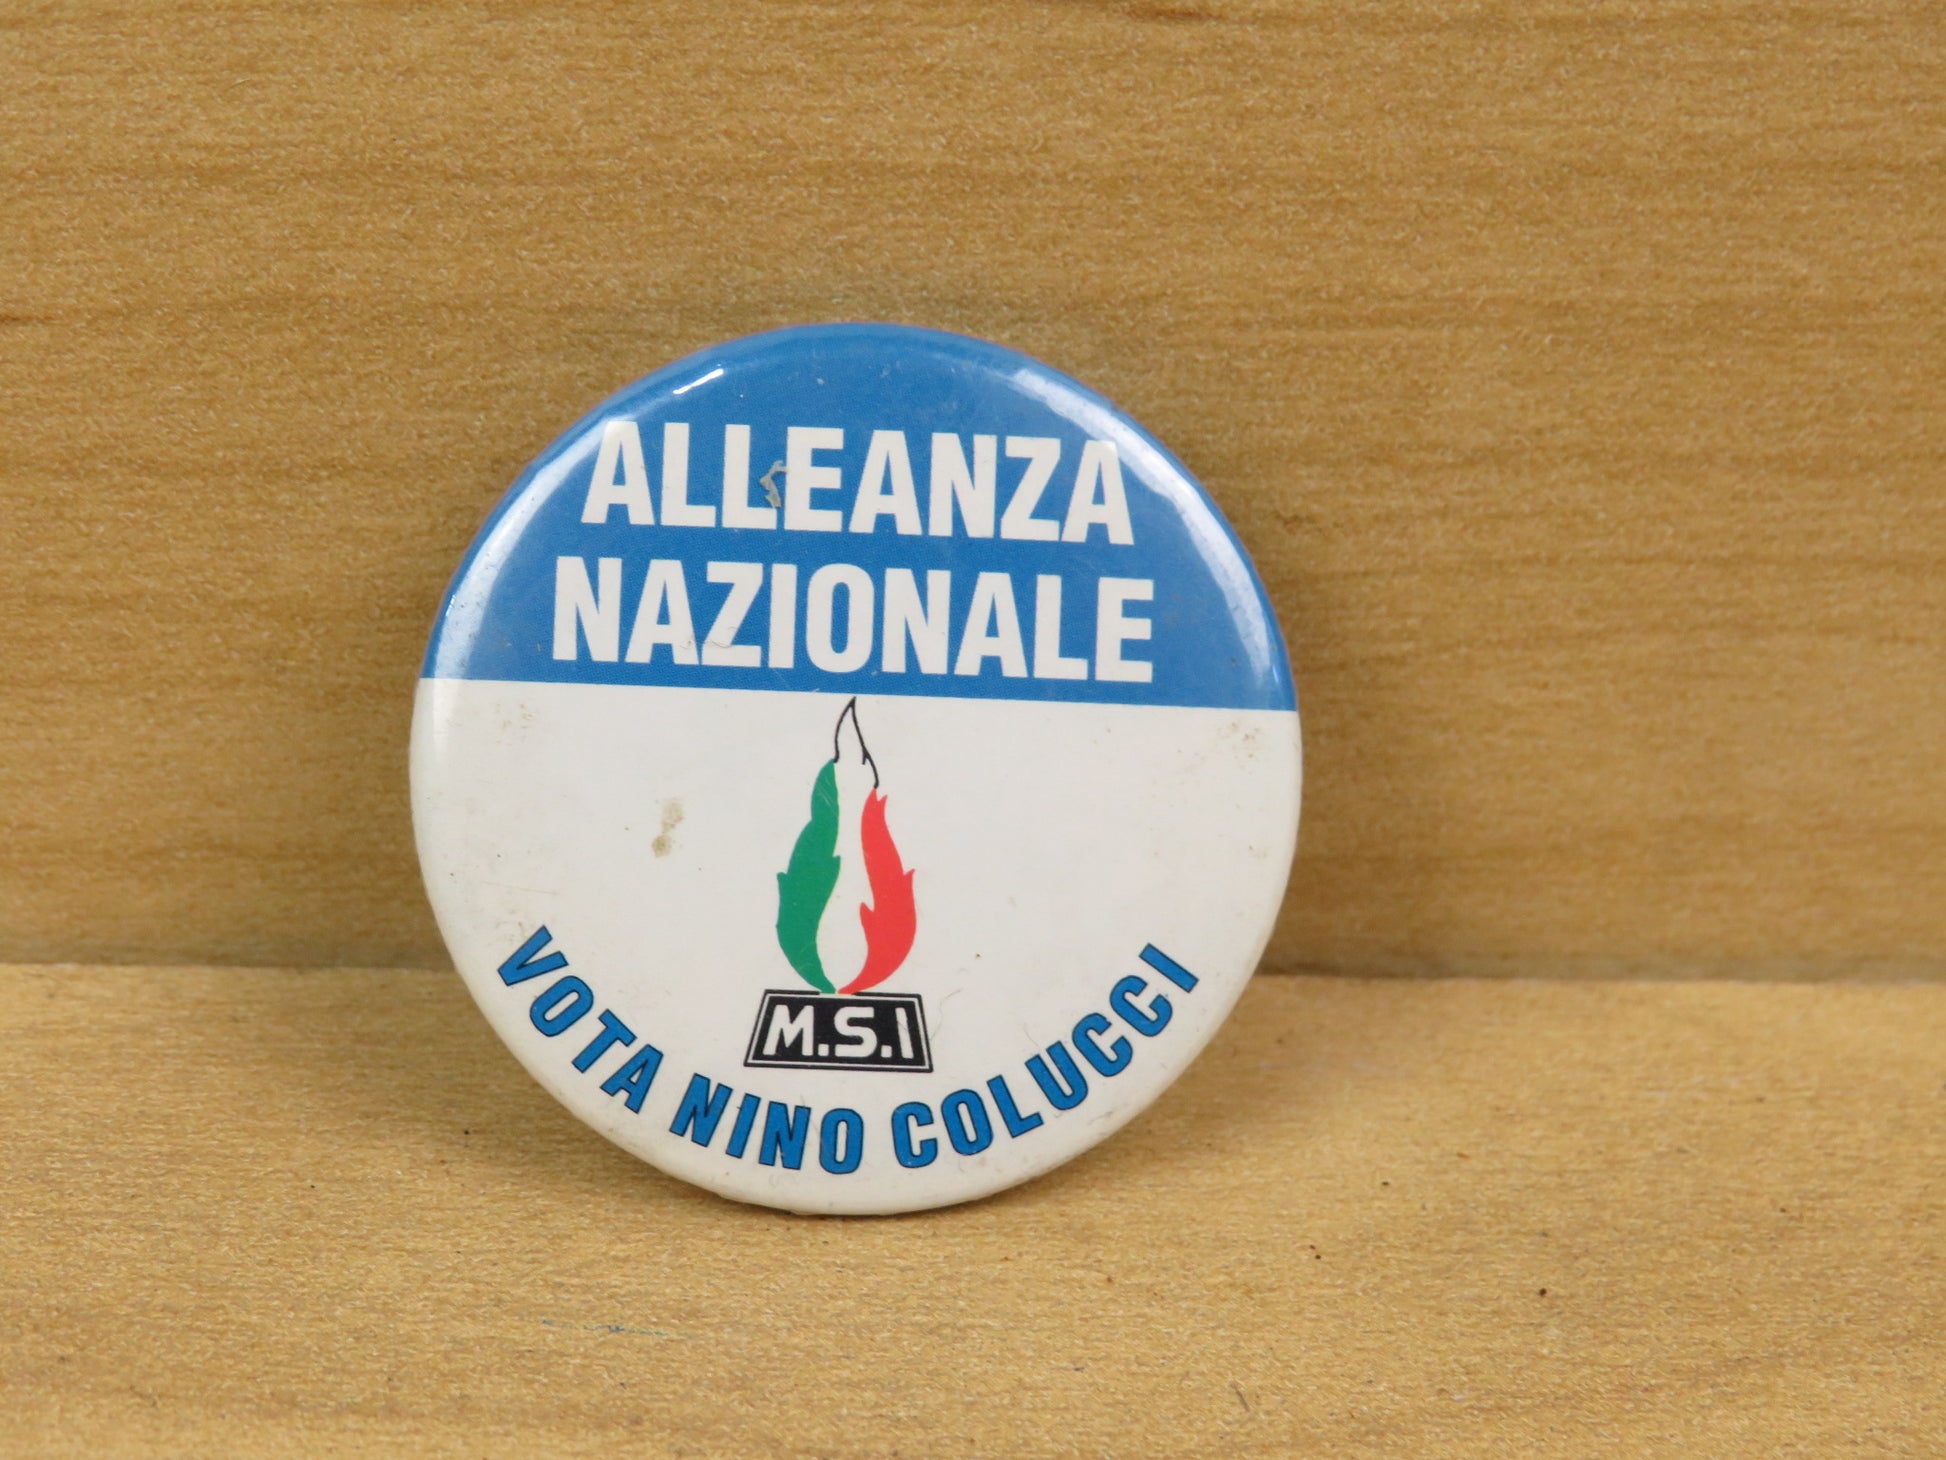 ALLEANZA
NAZIONALE
M.S.I
VOTA NINO COLUCCI